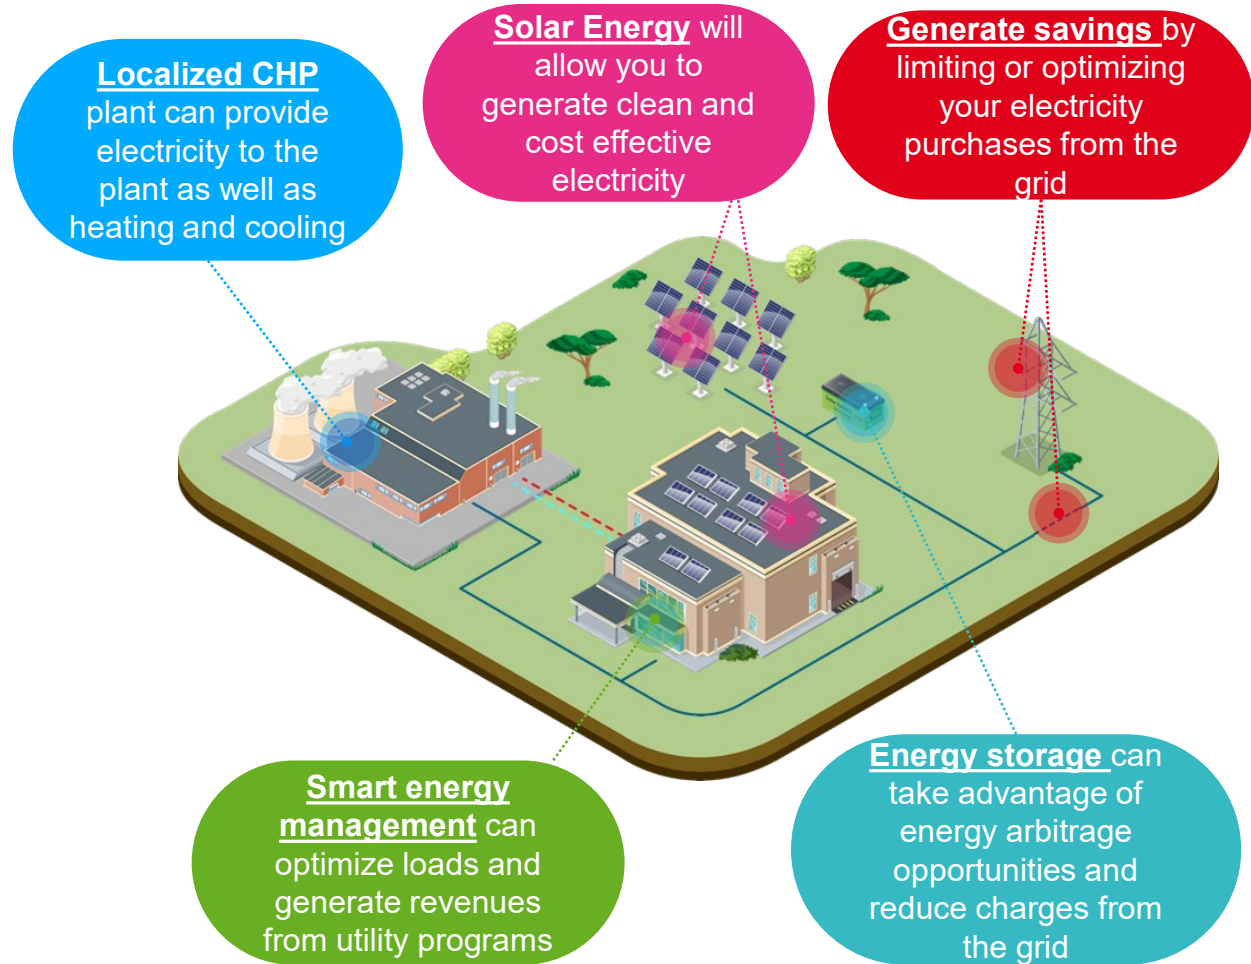 Localized CHP
plant can provide
electricity to the
plant as well as
heating and cooling
Solar Energy will
allow you to
generate clean and
cost effective
electricity
Generate savings by
limiting or optimizing
your electricity
purchases from the
grid
Smart energy
management can
optimize loads and
generate revenues
from utility programs
Energy storage can
take advantage of
energy arbitrage
opportunities and
reduce charges from
the grid